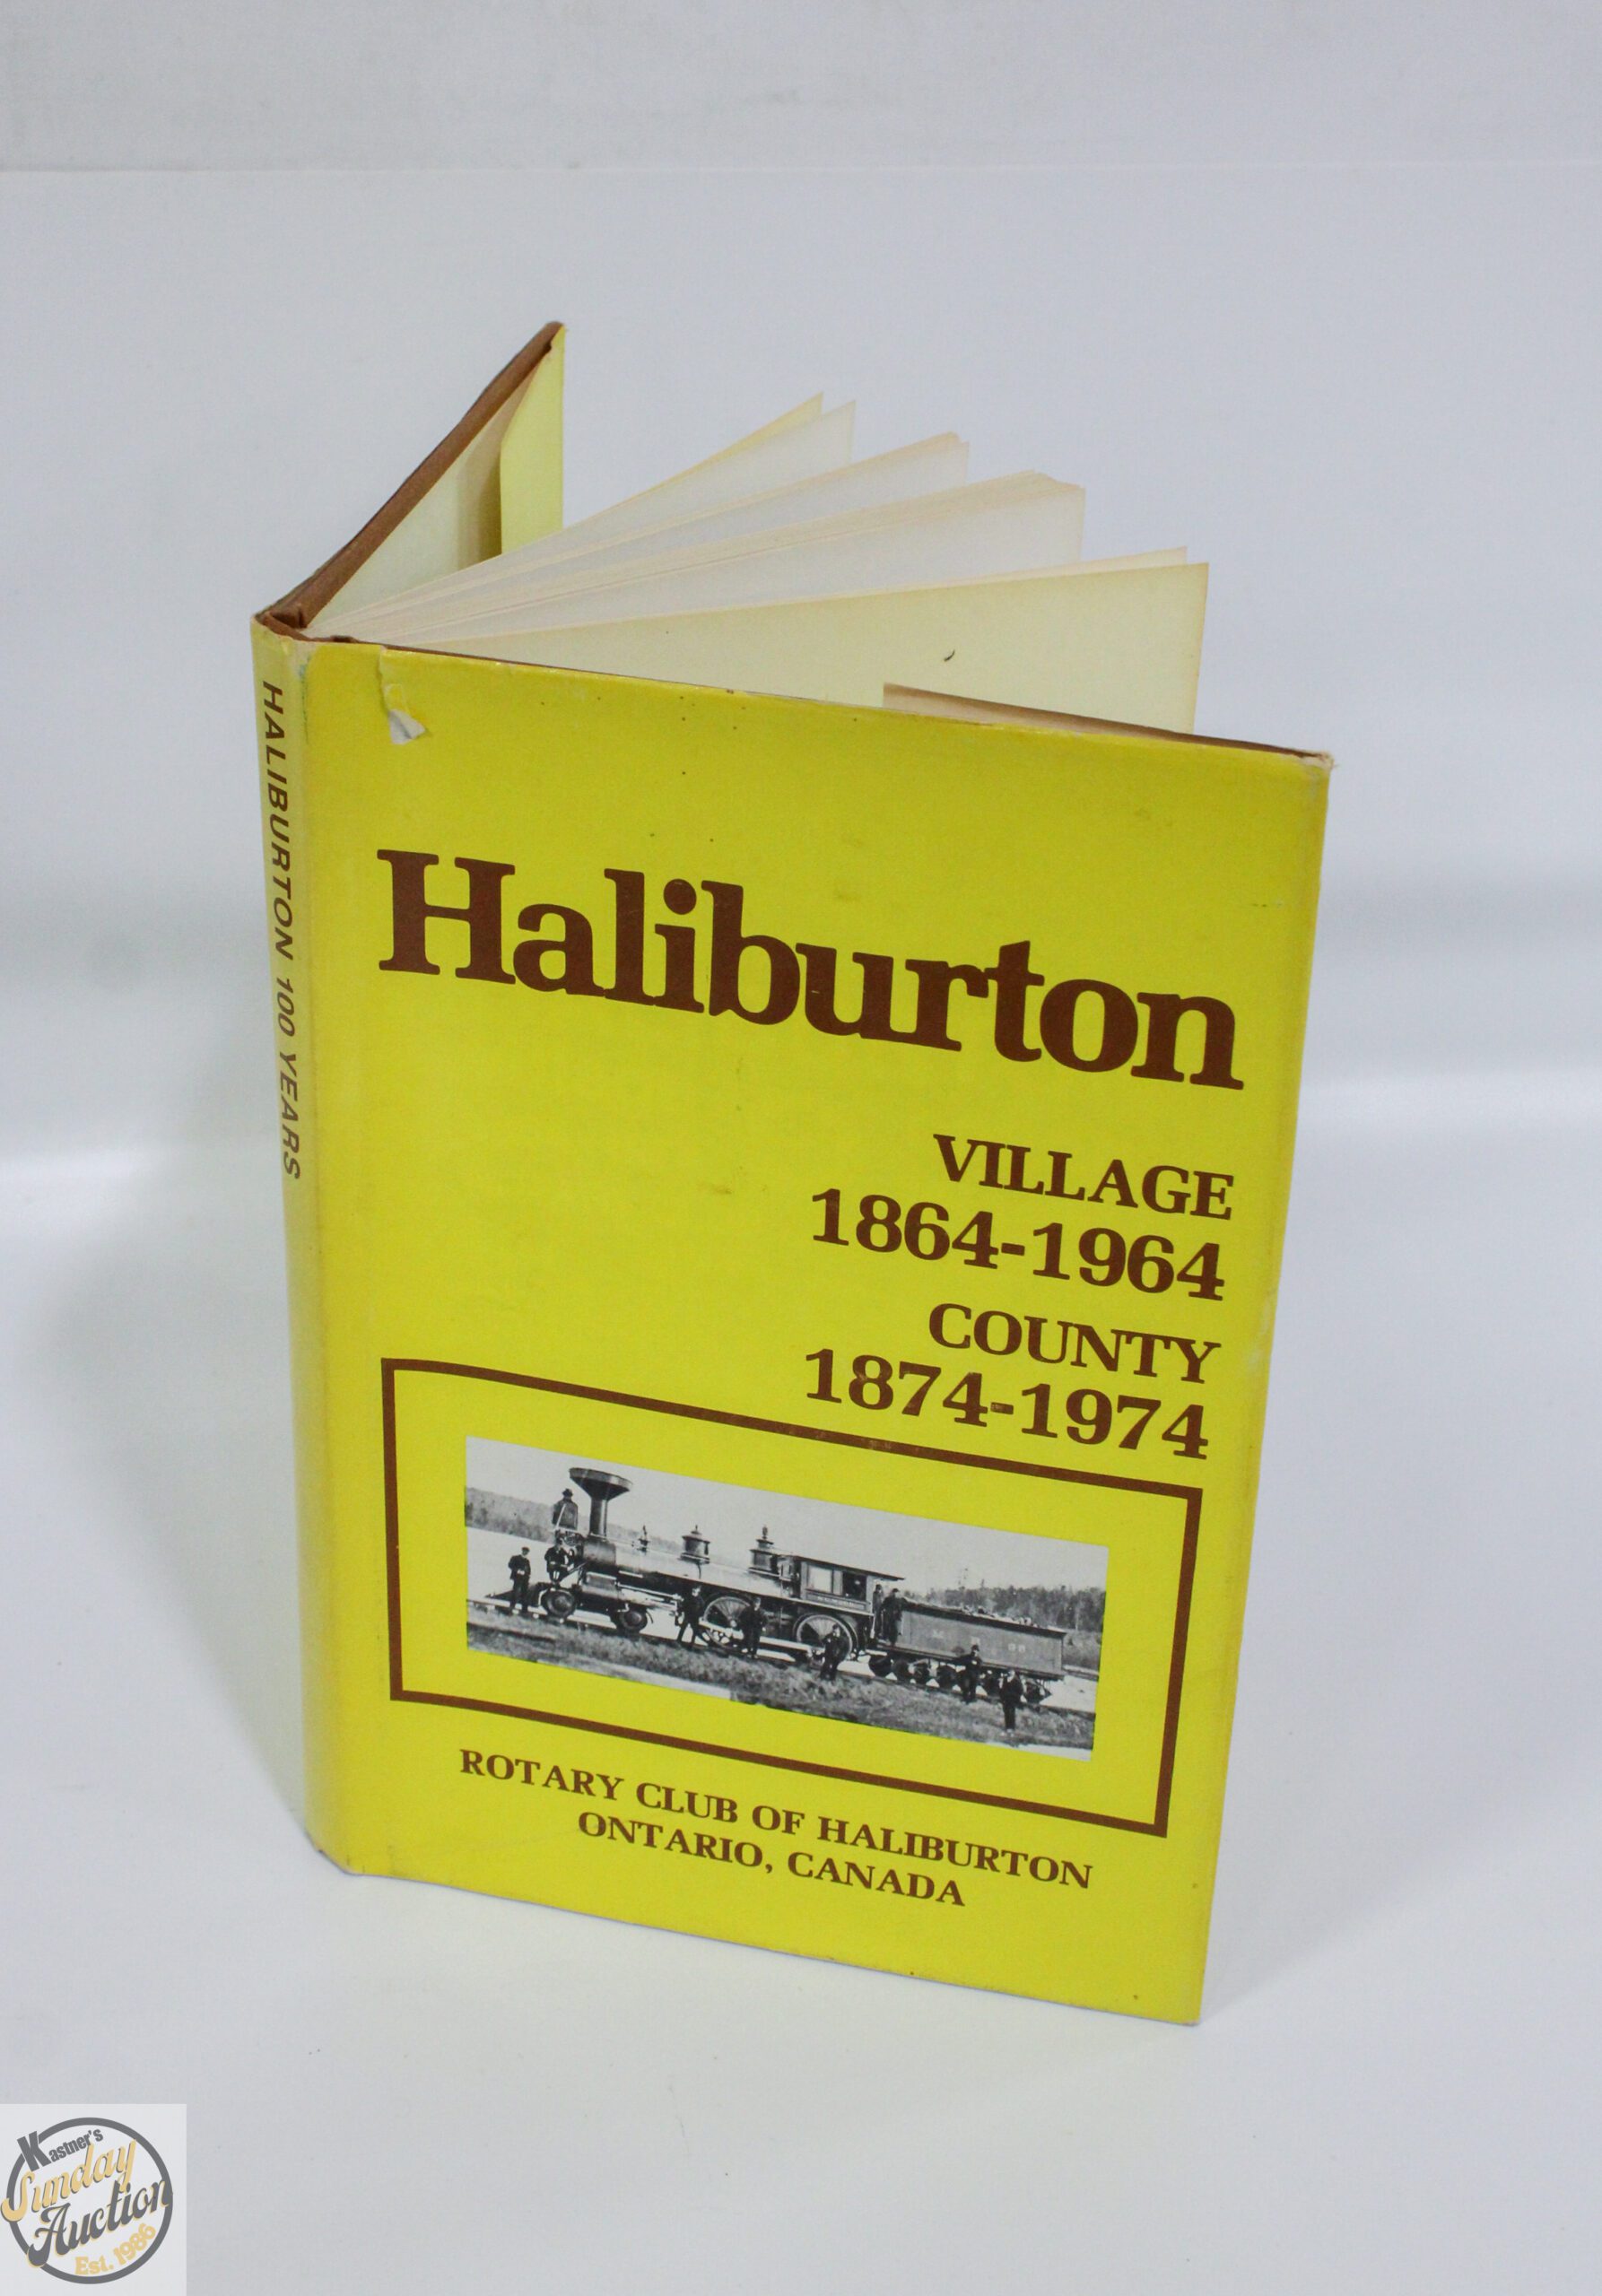 HALIBURTON 100 YEARS
Haliburton
VILLAGE
1864-1964
COUNTY
1874-1974
ROTARY CLUB OF HALIBURTON
ONTARIO, CANADA
Kastner's
Sunday
Auction
Est. 1986